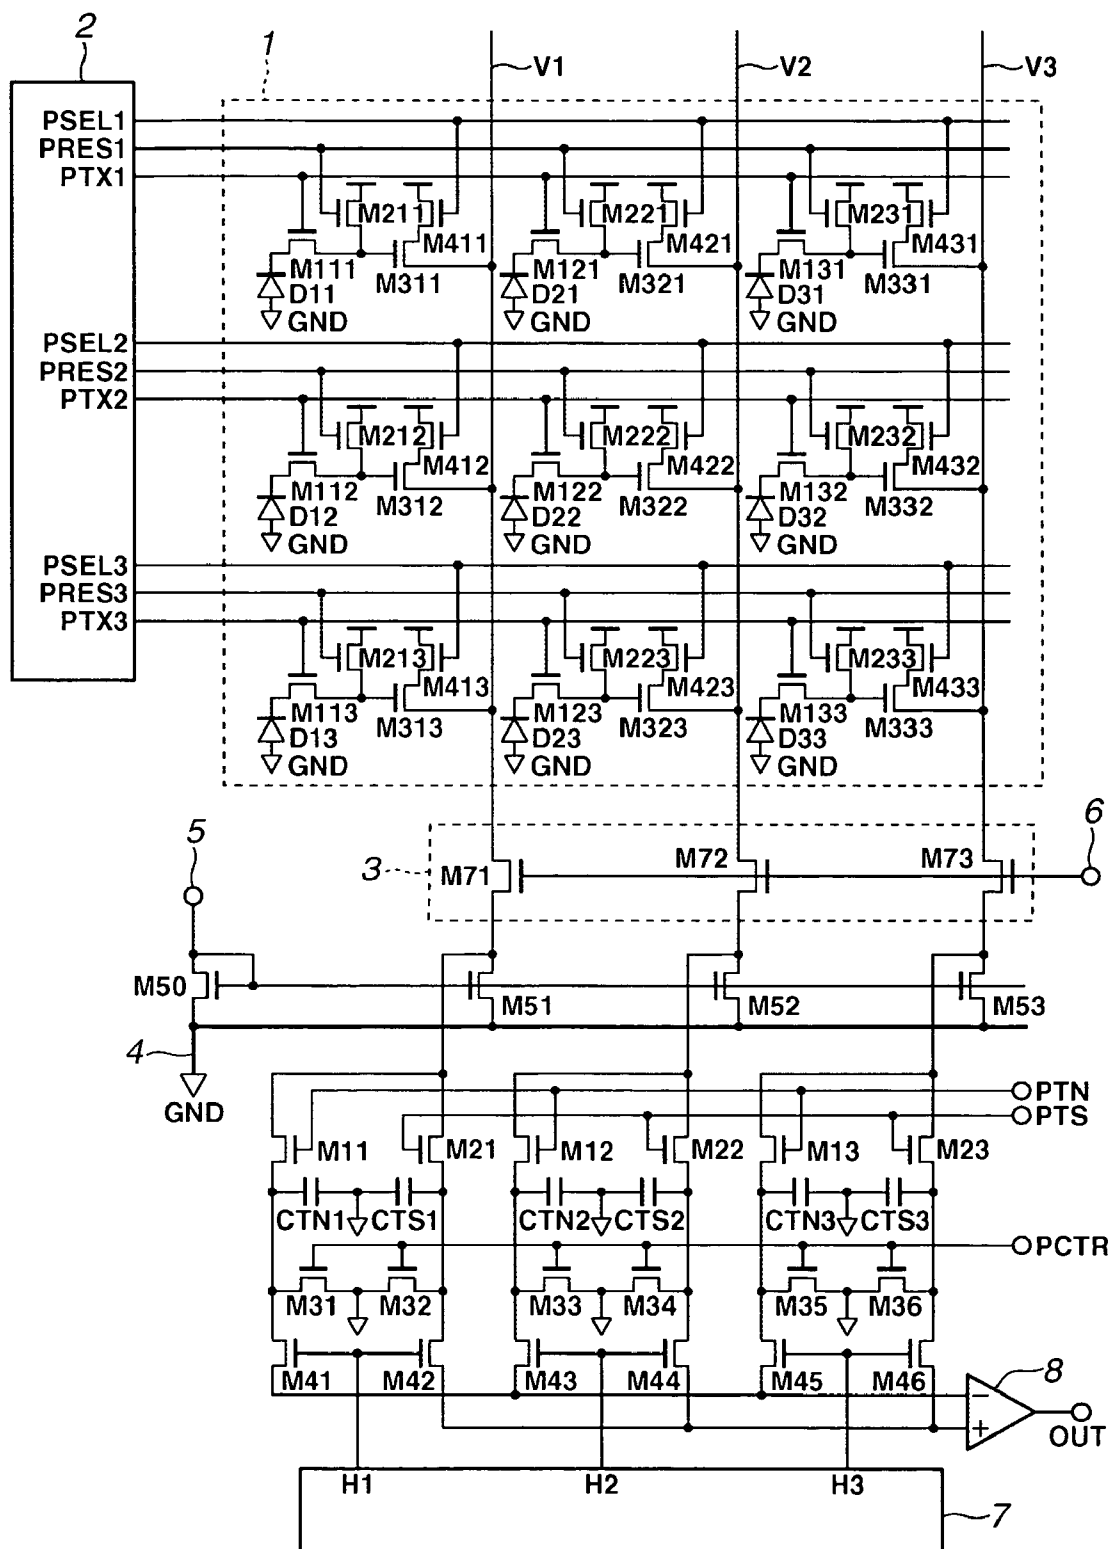 2
1
V1 V2 V3
PSEL1
PRES1
PTX1
M211 M221 M231
M411 M421 M431
M111 M311 M121 M321 M131 M331
D11 D21 D31
GND GND GND
PSEL2
PRES2
PTX2
M212 M222 M232
M412 M422 M432
M112 M312 M122 M322 M132 M332
D12 D22 D32
GND GND GND
PSEL3
PRES3
PTX3
M213 M223 M233
M413 M423 M433
M113 M313 M123 M323 M133 M333
D13 D23 D33
GND GND GND
5 6
3 M71 M72 M73
M50 M51 M52 M53
4
GND
PTN
PTS
M11 M21 M12 M22 M13 M23
CTN1 CTS1 CTN2 CTS2 CTN3 CTS3
PCTR
M31 M32 M33 M34 M35 M36
M41 M42 M43 M44 M45 M46
8
−
+
OUT
H1 H2 H3
7